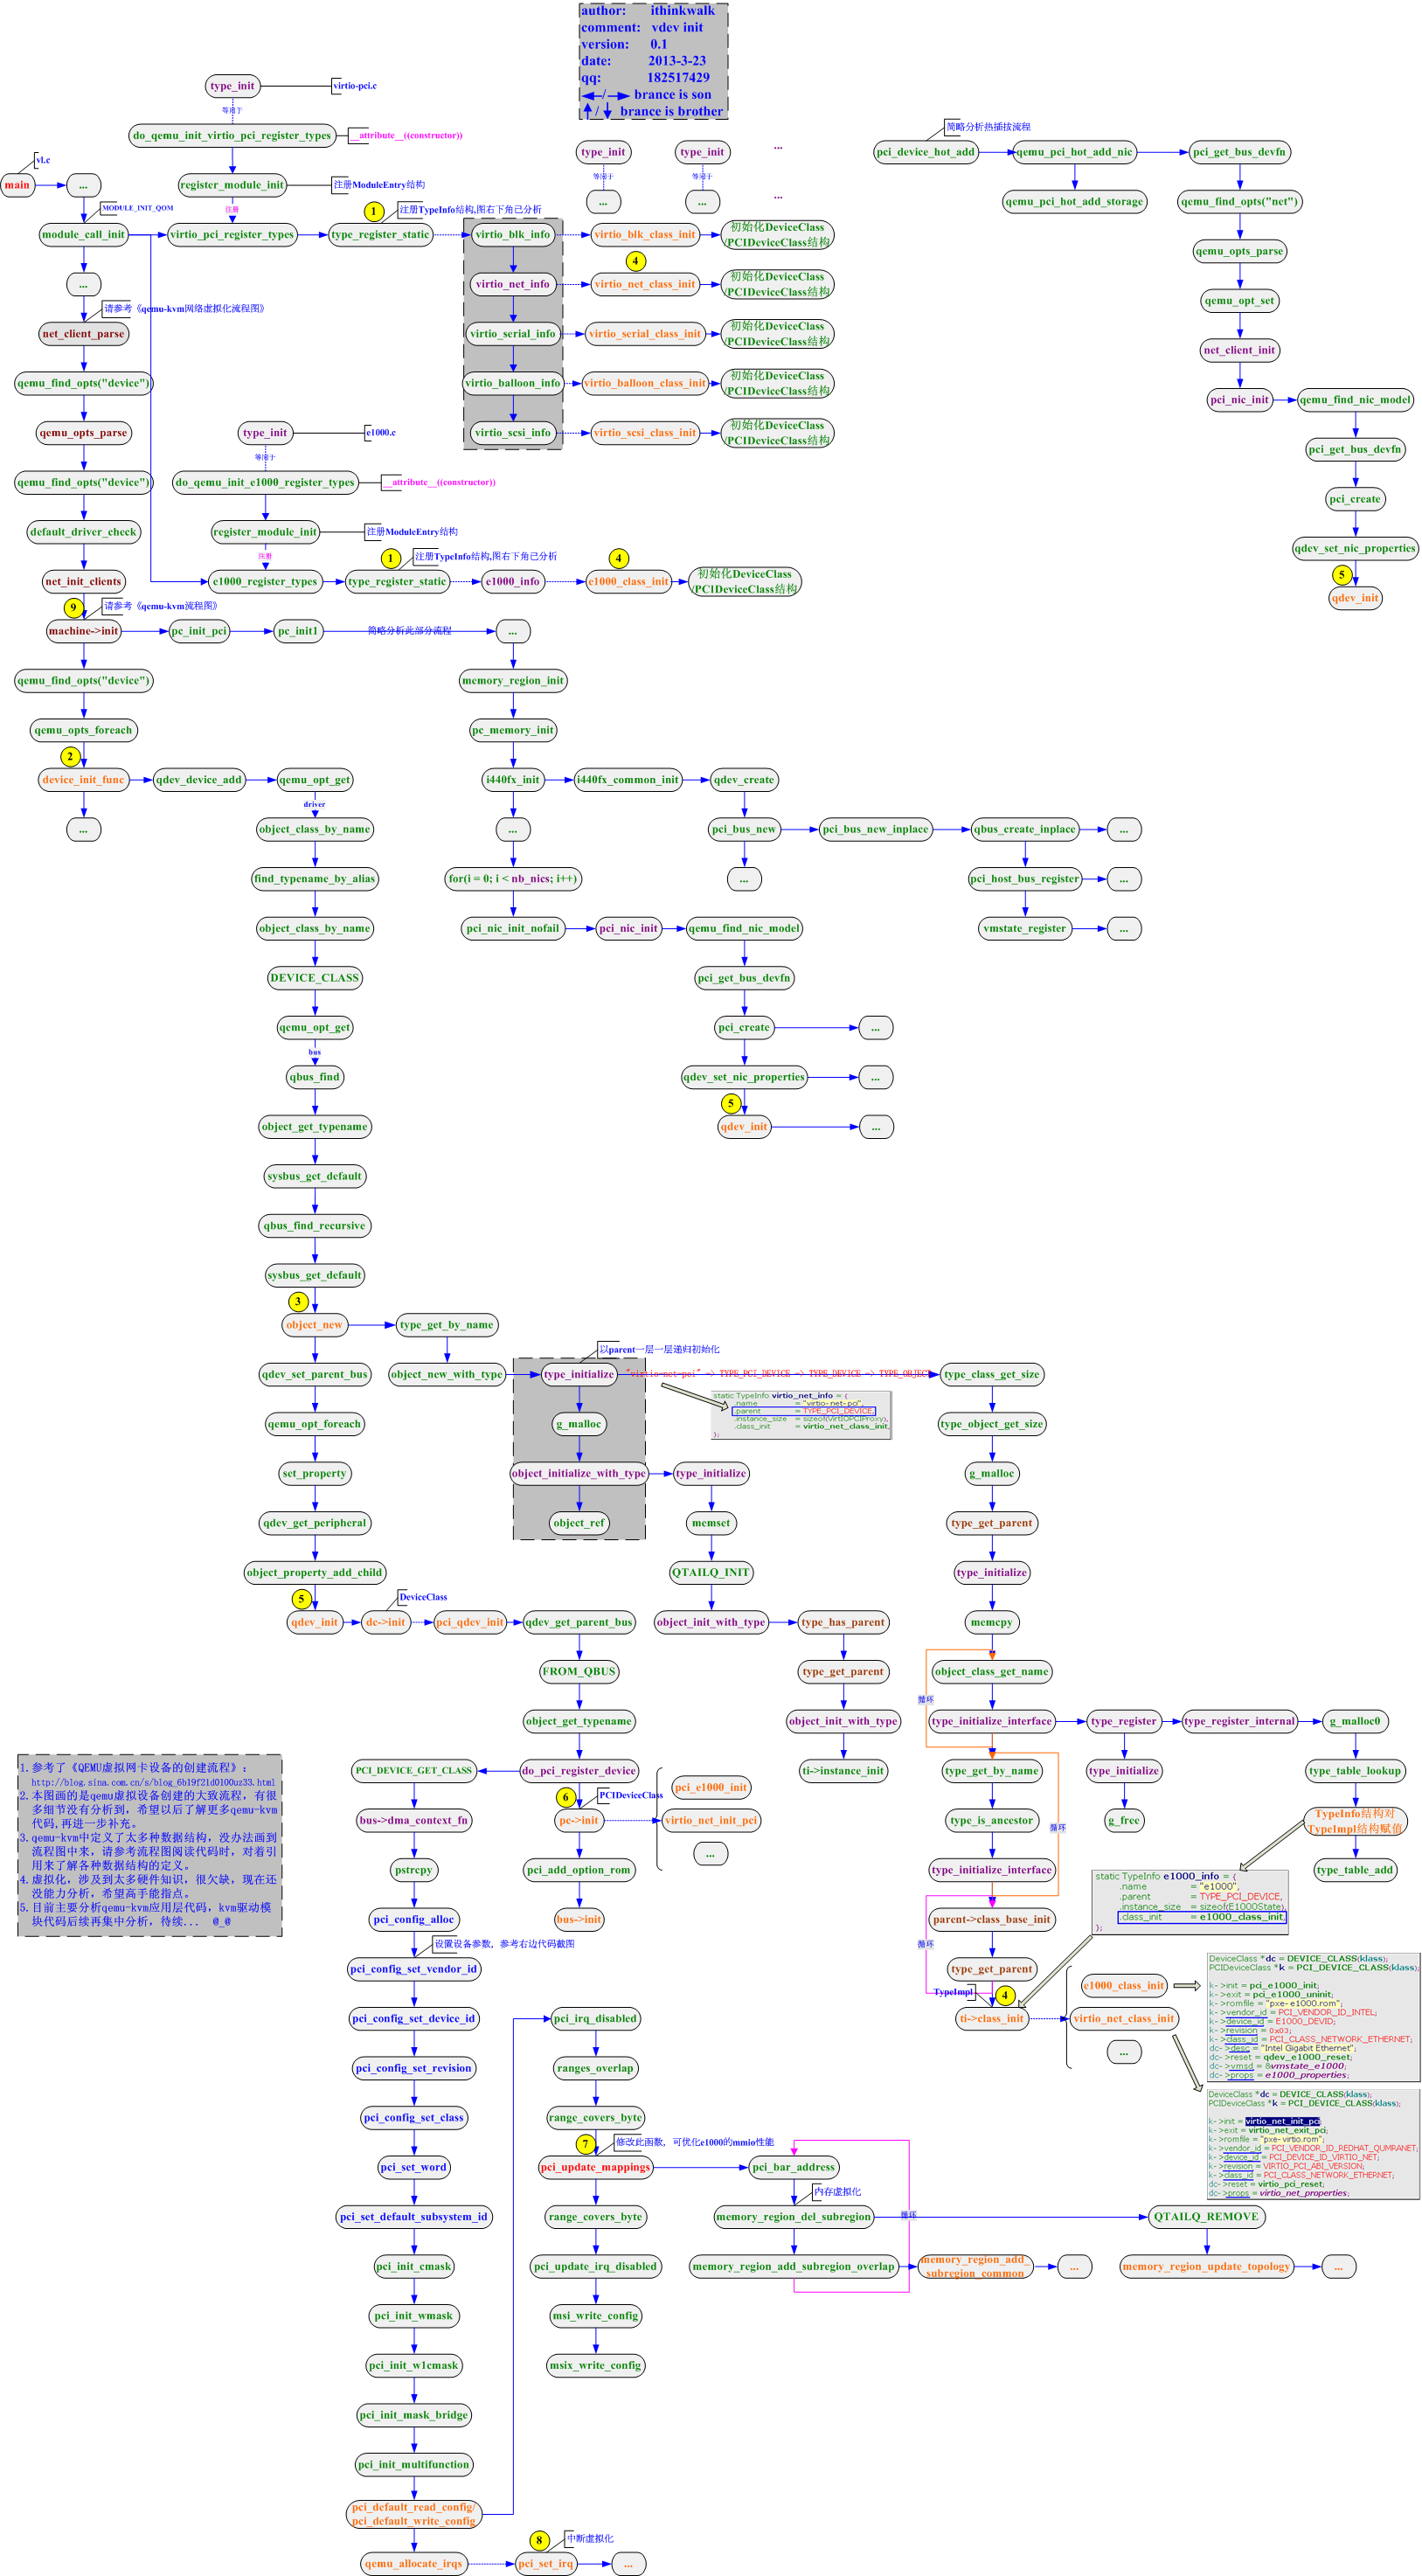 author: ithinkwalk
comment: vdev init
version: 0.1
date: 2013-3-23
qq: 182517429
/ brance is son
/ brance is brother
type_init
virtio-pci.c
等同于
do_qemu_init_virtio_pci_register_types
__attribute__((constructor))
vl.c
main
...
register_module_init
注册ModuleEntry结构
MODULE_INIT_QOM
注册
1
注册TypeInfo结构,图右下角已分析
module_call_init
virtio_pci_register_types
type_register_static
type_init
type_init
...
等同于
等同于
...
...
...
virtio_blk_info
virtio_blk_class_init
初始化DeviceClass
/PCIDeviceClass结构
4
virtio_net_info
virtio_net_class_init
初始化DeviceClass
/PCIDeviceClass结构
virtio_serial_info
virtio_serial_class_init
初始化DeviceClass
/PCIDeviceClass结构
virtio_balloon_info
virtio_balloon_class_init
初始化DeviceClass
/PCIDeviceClass结构
virtio_scsi_info
virtio_scsi_class_init
初始化DeviceClass
/PCIDeviceClass结构
简略分析热插拔流程
pci_device_hot_add
qemu_pci_hot_add_nic
pci_get_bus_devfn
qemu_pci_hot_add_storage
qemu_find_opts("net")
qemu_opts_parse
qemu_opt_set
net_client_init
pci_nic_init
qemu_find_nic_model
pci_get_bus_devfn
pci_create
qdev_set_nic_properties
5
qdev_init
...
请参考《qemu-kvm网络虚拟化流程图》
net_client_parse
qemu_find_opts("device")
qemu_opts_parse
qemu_find_opts("device")
default_driver_check
net_init_clients
type_init
e1000.c
等同于
do_qemu_init_e1000_register_types
__attribute__((constructor))
register_module_init
注册ModuleEntry结构
注册
1
注册TypeInfo结构,图右下角已分析
e1000_register_types
type_register_static
e1000_info
4
e1000_class_init
初始化DeviceClass
/PCIDeviceClass结构
9
请参考《qemu-kvm流程图》
machine->init
pc_init_pci
pc_init1
简略分析此部分流程
...
qemu_find_opts("device")
memory_region_init
qemu_opts_foreach
pc_memory_init
2
device_init_func
qdev_device_add
qemu_opt_get
i440fx_init
i440fx_common_init
qdev_create
...
driver
object_class_by_name
...
pci_bus_new
pci_bus_new_inplace
qbus_create_inplace
...
find_typename_by_alias
for(i = 0; i < nb_nics; i++)
...
pci_host_bus_register
...
object_class_by_name
pci_nic_init_nofail
pci_nic_init
qemu_find_nic_model
vmstate_register
...
DEVICE_CLASS
pci_get_bus_devfn
qemu_opt_get
pci_create
...
bus
qbus_find
qdev_set_nic_properties
...
object_get_typename
5
qdev_init
...
sysbus_get_default
qbus_find_recursive
sysbus_get_default
3
object_new
type_get_by_name
以parent一层一层递归初始化
qdev_set_parent_bus
object_new_with_type
type_initialize
"virtio-net-pci" -> TYPE_PCI_DEVICE -> TYPE_DEVICE -> TYPE_OBJECT
type_class_get_size
static TypeInfo virtio_net_info = {
.name = "virtio-net-pci",
.parent = TYPE_PCI_DEVICE,
.instance_size = sizeof(VirtIOPCIProxy),
.class_init = virtio_net_class_init,
};
qemu_opt_foreach
g_malloc
type_object_get_size
set_property
object_initialize_with_type
type_initialize
g_malloc
qdev_get_peripheral
object_ref
memset
type_get_parent
object_property_add_child
QTAILQ_INIT
type_initialize
5
DeviceClass
qdev_init
dc->init
pci_qdev_init
qdev_get_parent_bus
object_init_with_type
type_has_parent
memcpy
FROM_QBUS
type_get_parent
object_class_get_name
循环
object_get_typename
object_init_with_type
type_initialize_interface
type_register
type_register_internal
g_malloc0
PCI_DEVICE_GET_CLASS
do_pci_register_device
ti->instance_init
type_get_by_name
type_initialize
type_table_lookup
循环
6
PCIDeviceClass
pci_e1000_init
bus->dma_context_fn
pc->init
virtio_net_init_pci
...
type_is_ancestor
g_free
TypeInfo结构对
TypeImpl结构赋值
pstrcpy
pci_add_option_rom
type_initialize_interface
type_table_add
pci_config_alloc
bus->init
parent->class_base_init
循环
type_get_parent
static TypeInfo e1000_info = {
.name = "e1000",
.parent = TYPE_PCI_DEVICE,
.instance_size = sizeof(E1000State),
.class_init = e1000_class_init,
};
1.参考了《QEMU虚拟网卡设备的创建流程》:
http://blog.sina.com.cn/s/blog_6b19f21d0100uz33.html
2.本图画的是qemu虚拟设备创建的大致流程，有很
多细节没有分析到，希望以后了解更多qemu-kvm
代码,再进一步补充。
3.qemu-kvm中定义了太多种数据结构，没办法画到
流程图中来，请参考流程图阅读代码时，对着引
用来了解各种数据结构的定义。
4.虚拟化，涉及到太多硬件知识，很欠缺，现在还
没能力分析，希望高手能指点。
5.目前主要分析qemu-kvm应用层代码，kvm驱动模
块代码后续再集中分析，待续... @_@
设置设备参数，参考右边代码截图
pci_config_set_vendor_id
TypeImpl
4
ti->class_init
e1000_class_init
virtio_net_class_init
...
DeviceClass *dc = DEVICE_CLASS(klass);
PCIDeviceClass *k = PCI_DEVICE_CLASS(klass);
k->init = pci_e1000_init;
k->exit = pci_e1000_uninit;
k->romfile = "pxe-e1000.rom";
k->vendor_id = PCI_VENDOR_ID_INTEL;
k->device_id = E1000_DEVID;
k->revision = 0x03;
k->class_id = PCI_CLASS_NETWORK_ETHERNET;
dc->desc = "Intel Gigabit Ethernet";
dc->reset = qdev_e1000_reset;
dc->vmsd = &vmstate_e1000;
dc->props = e1000_properties;
DeviceClass *dc = DEVICE_CLASS(klass);
PCIDeviceClass *k = PCI_DEVICE_CLASS(klass);
k->init = virtio_net_init_pci;
k->exit = virtio_net_exit_pci;
k->romfile = "pxe-virtio.rom";
k->vendor_id = PCI_VENDOR_ID_REDHAT_QUMRANET;
k->device_id = PCI_DEVICE_ID_VIRTIO_NET;
k->revision = VIRTIO_PCI_ABI_VERSION;
k->class_id = PCI_CLASS_NETWORK_ETHERNET;
dc->reset = virtio_pci_reset;
dc->props = virtio_net_properties;
pci_config_set_device_id
pci_irq_disabled
pci_config_set_revision
ranges_overlap
pci_config_set_class
range_covers_byte
7
修改此函数，可优化e1000的mmio性能
pci_set_word
pci_update_mappings
pci_bar_address
内存虚拟化
pci_set_default_subsystem_id
range_covers_byte
memory_region_del_subregion
循环
QTAILQ_REMOVE
pci_init_cmask
pci_update_irq_disabled
memory_region_add_subregion_overlap
memory_region_add_
subregion_common
...
memory_region_update_topology
...
pci_init_wmask
msi_write_config
pci_init_w1cmask
msix_write_config
pci_init_mask_bridge
pci_init_multifunction
pci_default_read_config/
pci_default_write_config
8
中断虚拟化
qemu_allocate_irqs
pci_set_irq
...